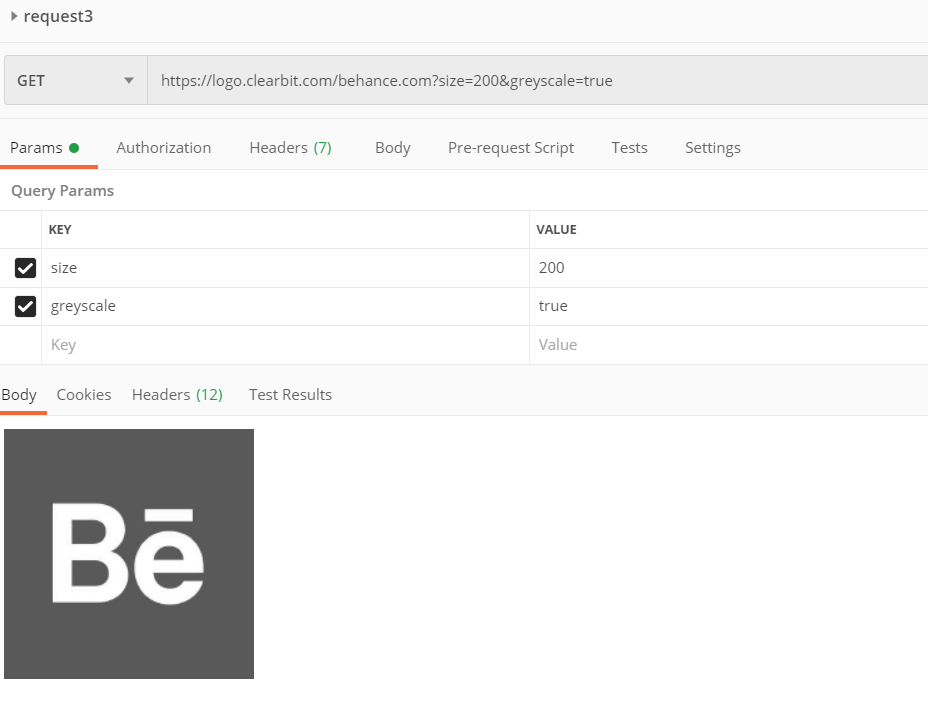 request3
GET https://logo.clearbit.com/behance.com?size=200&greyscale=true
Params Authorization Headers (7) Body Pre-request Script Tests Settings
Query Params
KEY VALUE
size 200
greyscale true
Key Value
Body Cookies Headers (12) Test Results
Bē